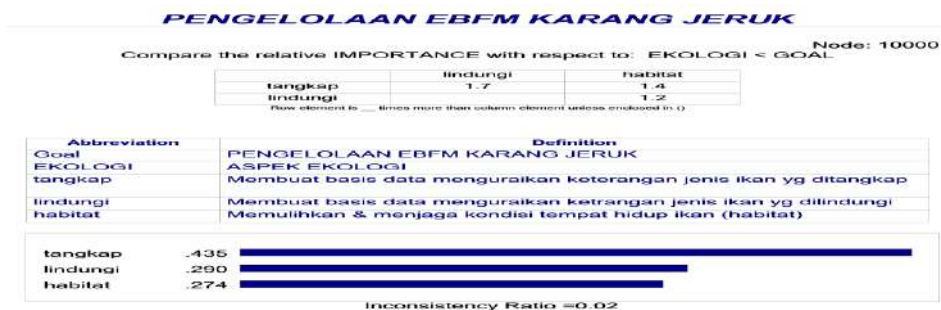 PENGELOLAAN EBFM KARANG JERUK
Node: 10000
Compare the relative IMPORTANCE with respect to: EKOLOGI < GOAL
lindungi habitat
tangkap 1.7 1.4
lindungi 1.2
Row element is __ times more than column element unless enclosed in ()
Abbreviation Definition
Goal PENGELOLAAN EBFM KARANG JERUK
EKOLOGI ASPEK EKOLOGI
tangkap Membuat basis data menguraikan keterangan jenis ikan yg ditangkap
lindungi Membuat basis data menguraikan ketrangan jenis ikan yg dilindungi
habitat Memulihkan & menjaga kondisi tempat hidup ikan (habitat)
tangkap .435
lindungi .290
habitat .274
Inconsistency Ratio =0.02